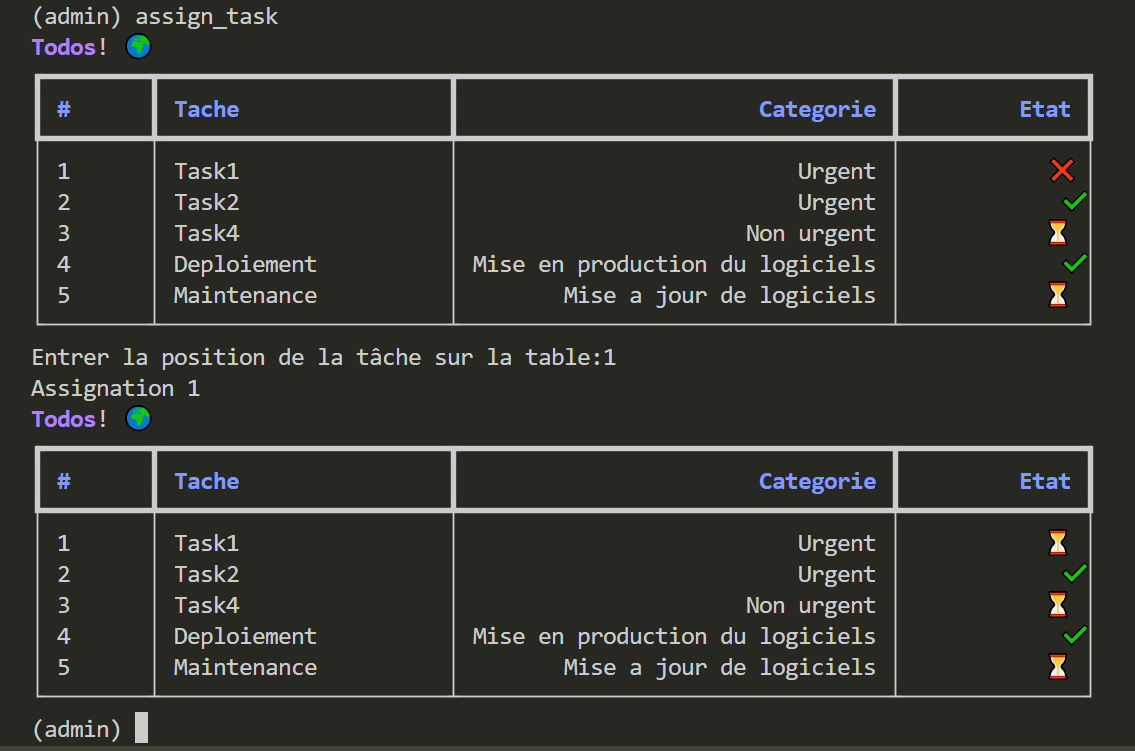 (admin) assign_task
Todos! 🌍
# Tache Categorie Etat
1 Task1 Urgent ❌
2 Task2 Urgent ✅
3 Task4 Non urgent ⏳
4 Deploiement Mise en production du logiciels ✅
5 Maintenance Mise a jour de logiciels ⏳
Entrer la position de la tâche sur la table:1
Assignation 1
Todos! 🌍
# Tache Categorie Etat
1 Task1 Urgent ⏳
2 Task2 Urgent ✅
3 Task4 Non urgent ⏳
4 Deploiement Mise en production du logiciels ✅
5 Maintenance Mise a jour de logiciels ⏳
(admin)